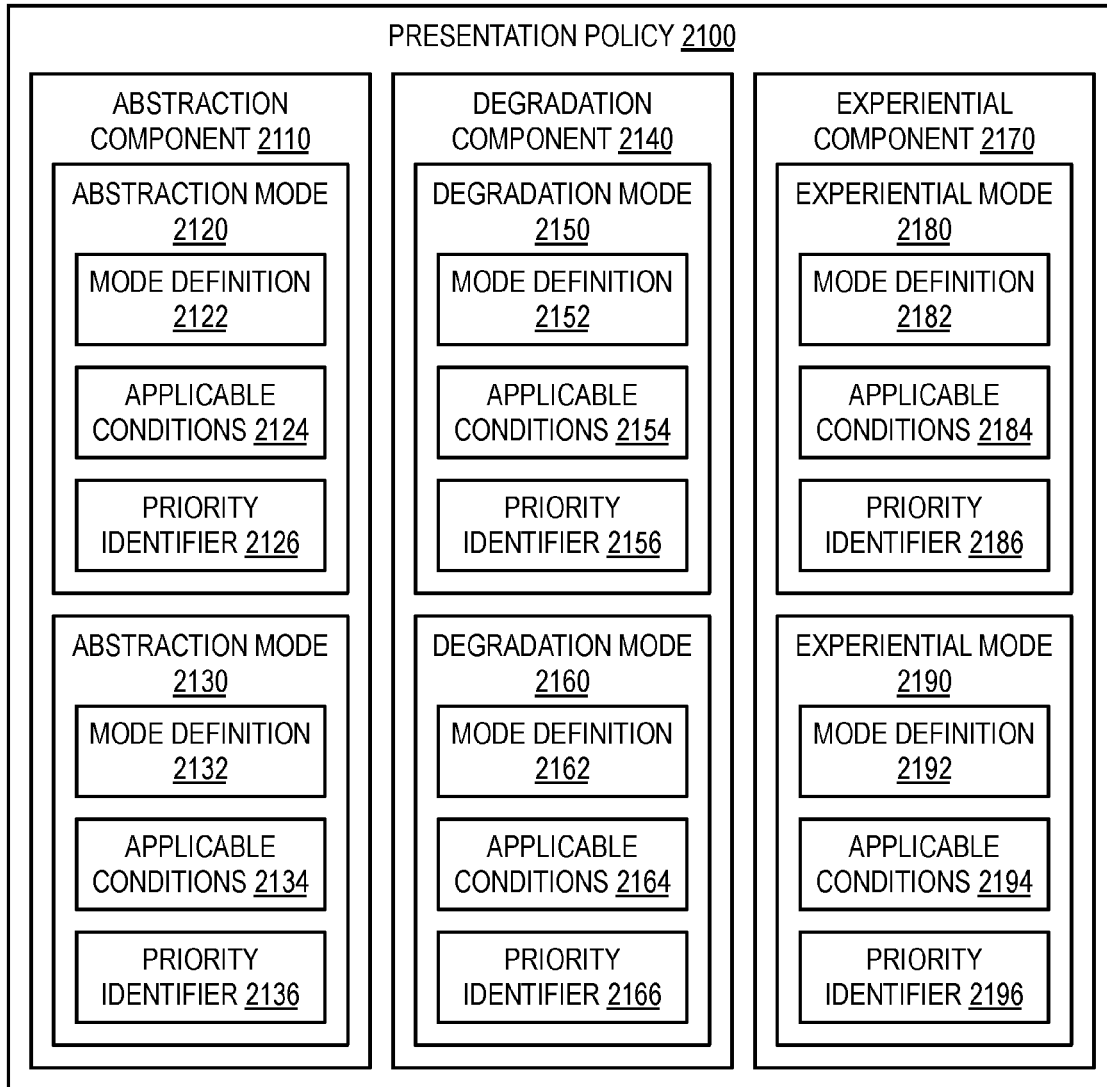 PRESENTATION POLICY 2100
ABSTRACTION
COMPONENT 2110
ABSTRACTION MODE
2120
MODE DEFINITION
2122
APPLICABLE
CONDITIONS 2124
PRIORITY
IDENTIFIER 2126
ABSTRACTION MODE
2130
MODE DEFINITION
2132
APPLICABLE
CONDITIONS 2134
PRIORITY
IDENTIFIER 2136
DEGRADATION
COMPONENT 2140
DEGRADATION MODE
2150
MODE DEFINITION
2152
APPLICABLE
CONDITIONS 2154
PRIORITY
IDENTIFIER 2156
DEGRADATION MODE
2160
MODE DEFINITION
2162
APPLICABLE
CONDITIONS 2164
PRIORITY
IDENTIFIER 2166
EXPERIENTIAL
COMPONENT 2170
EXPERIENTIAL MODE
2180
MODE DEFINITION
2182
APPLICABLE
CONDITIONS 2184
PRIORITY
IDENTIFIER 2186
EXPERIENTIAL MODE
2190
MODE DEFINITION
2192
APPLICABLE
CONDITIONS 2194
PRIORITY
IDENTIFIER 2196